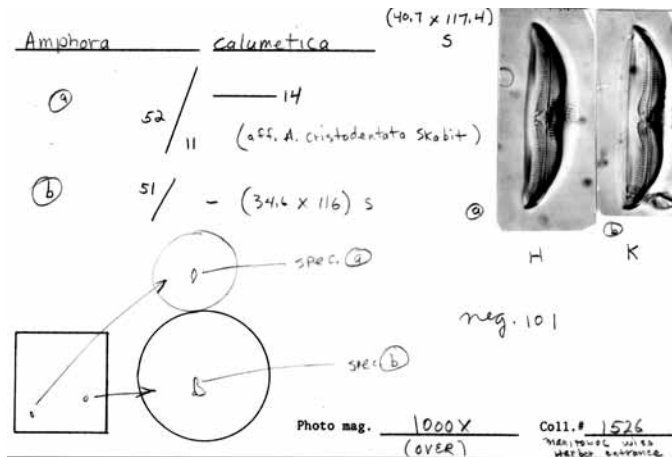 (40.7 x 117.4)
S
Amphora calumetica
ⓐ 52 / 11 — 14
(aff. A. cristodentata Skabit)
ⓑ 51 / - (34.6 x 116) S
ⓐ
ⓑ
H K
spec. ⓐ
neg. 101
spec. ⓑ
B
Photo mag. 1000X Coll.# 1526
(OVER) Manitowoc Wisc
Harbor entrance